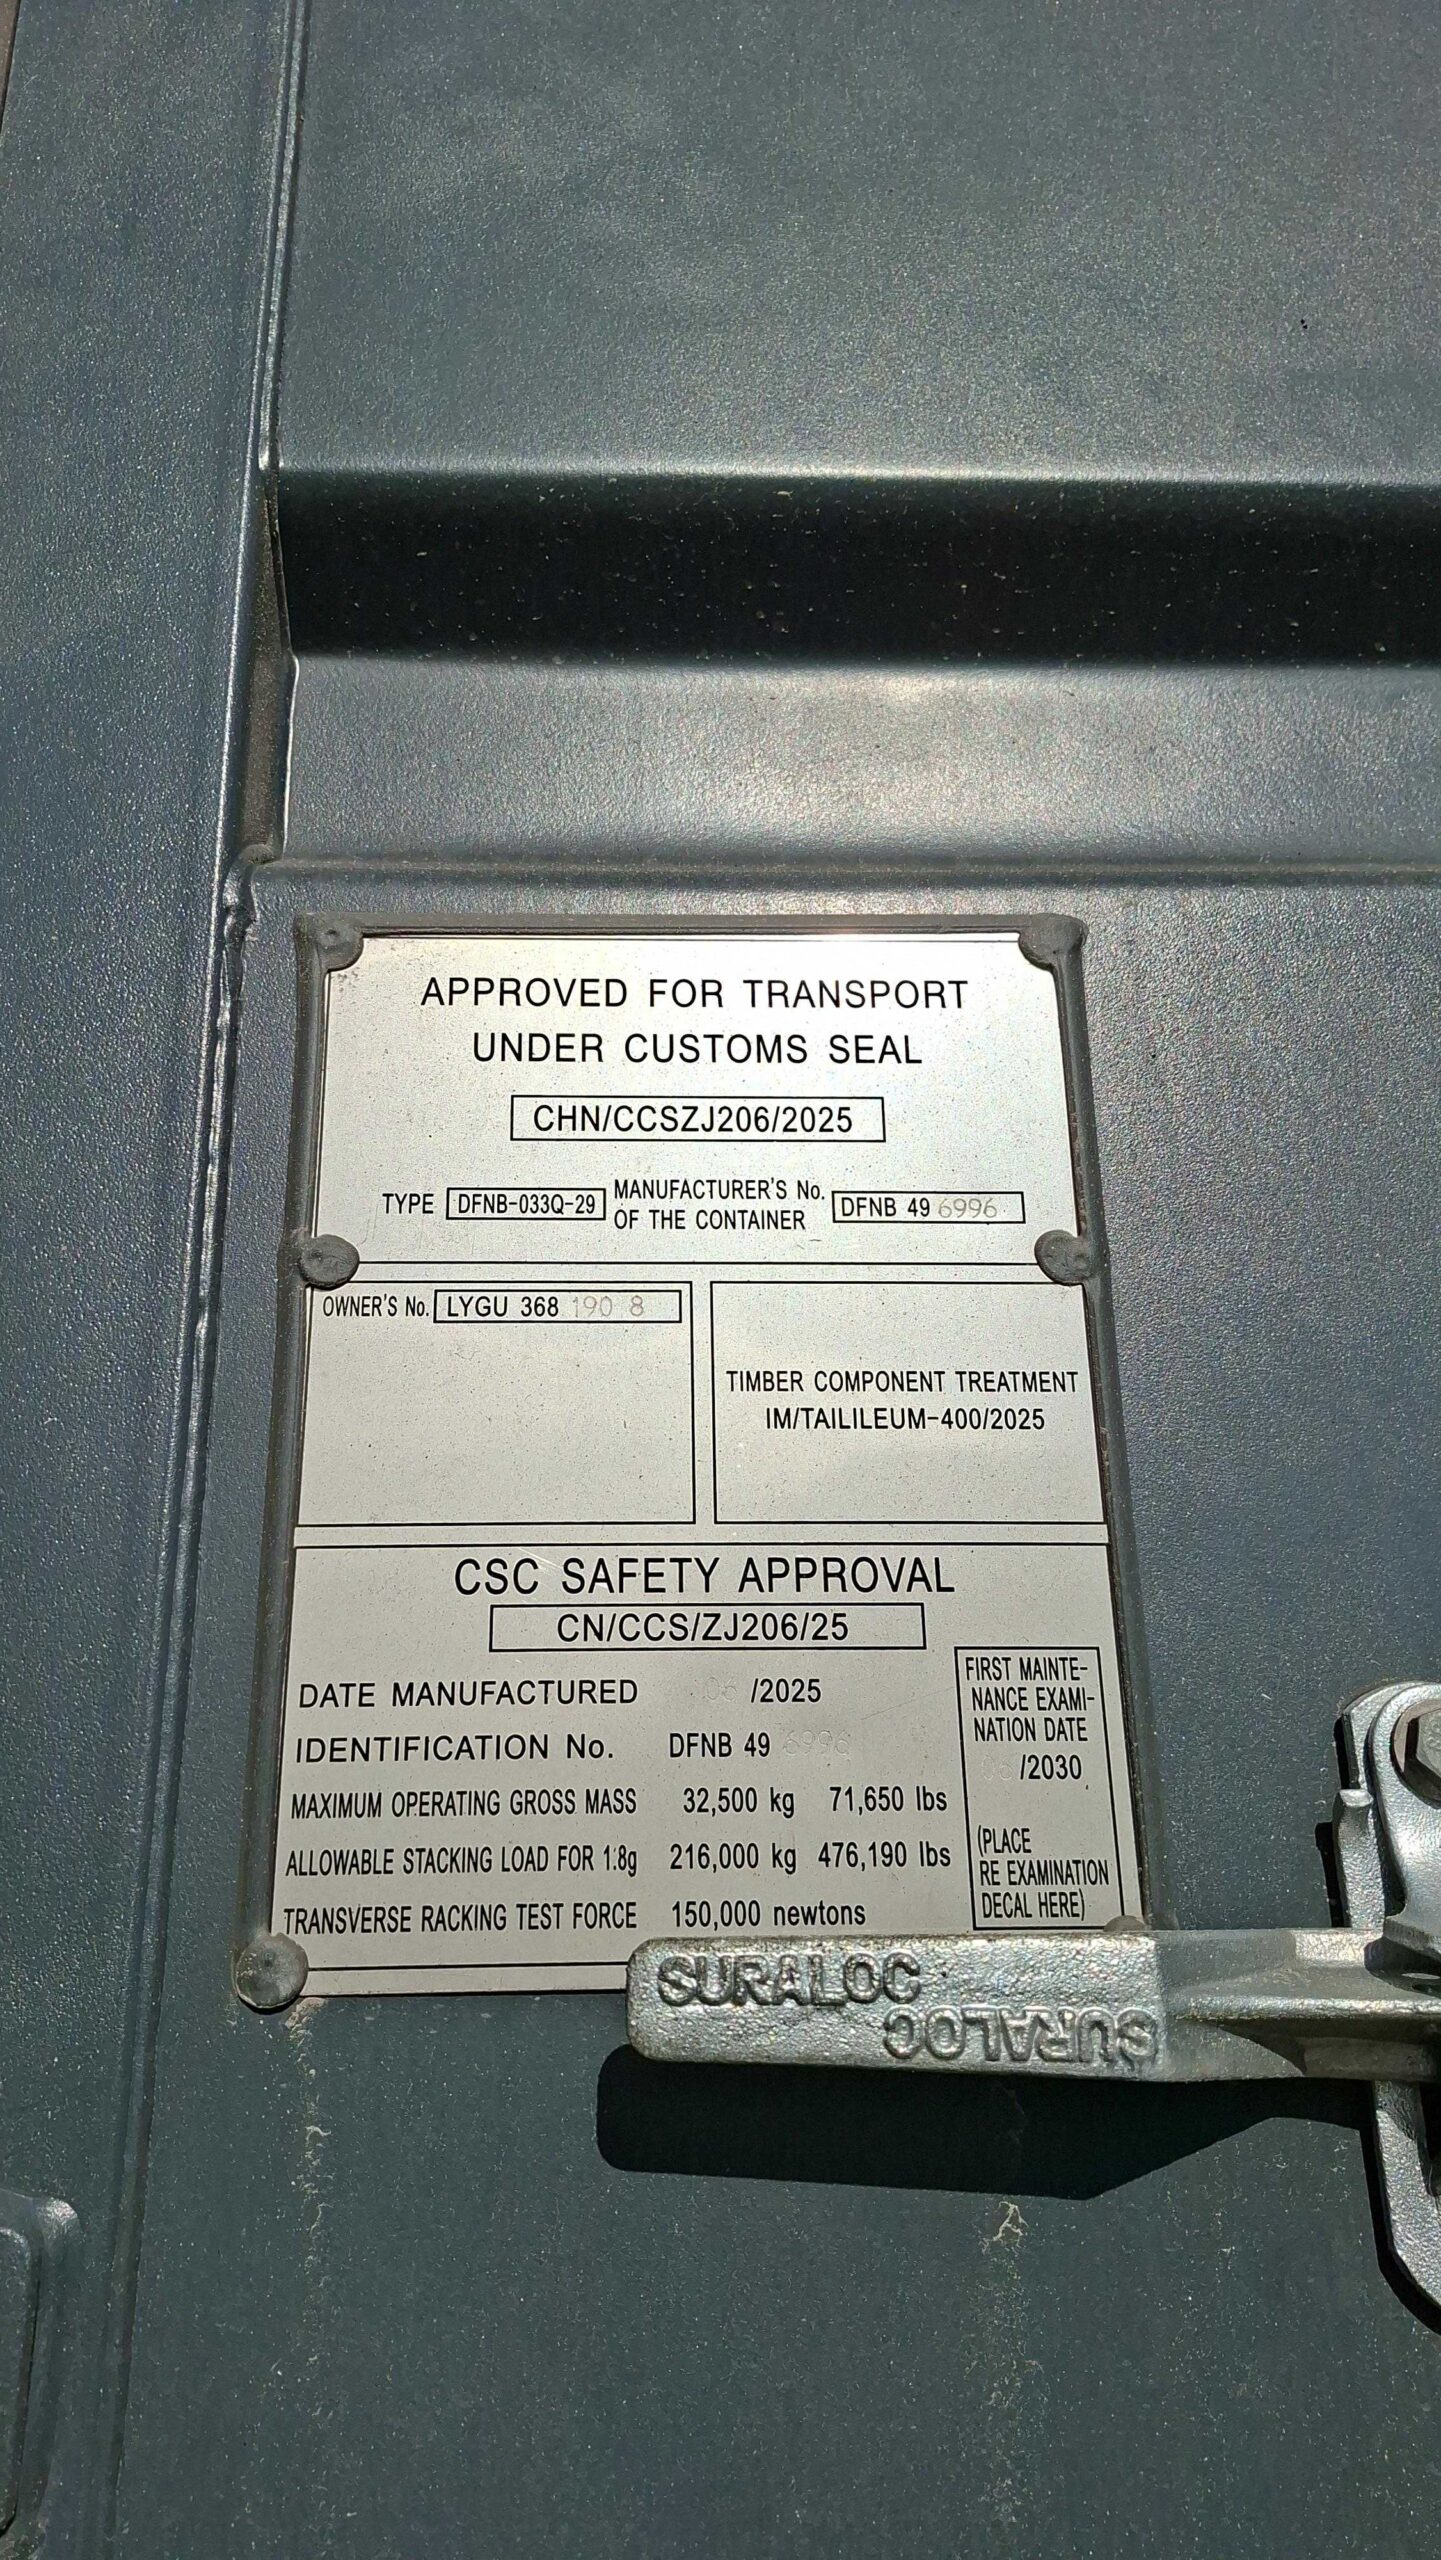 APPROVED FOR TRANSPORT
UNDER CUSTOMS SEAL
CHN/CCSZJ206/2025
TYPE DFNB-033Q-29 MANUFACTURER'S No. OF THE CONTAINER DFNB 49 6996
OWNER'S No. LYGU 368 190 8
TIMBER COMPONENT TREATMENT
IM/TAILILEUM-400/2025
CSC SAFETY APPROVAL
CN/CCS/ZJ206/25
DATE MANUFACTURED 06 /2025
IDENTIFICATION No. DFNB 49 6996
MAXIMUM OPERATING GROSS MASS 32,500 kg 71,650 lbs
ALLOWABLE STACKING LOAD FOR 1.8g 216,000 kg 476,190 lbs
TRANSVERSE RACKING TEST FORCE 150,000 newtons
FIRST MAINTE-
NANCE EXAMI-
NATION DATE
06 /2030
(PLACE
RE EXAMINATION
DECAL HERE)
SURALOC
SURALOC